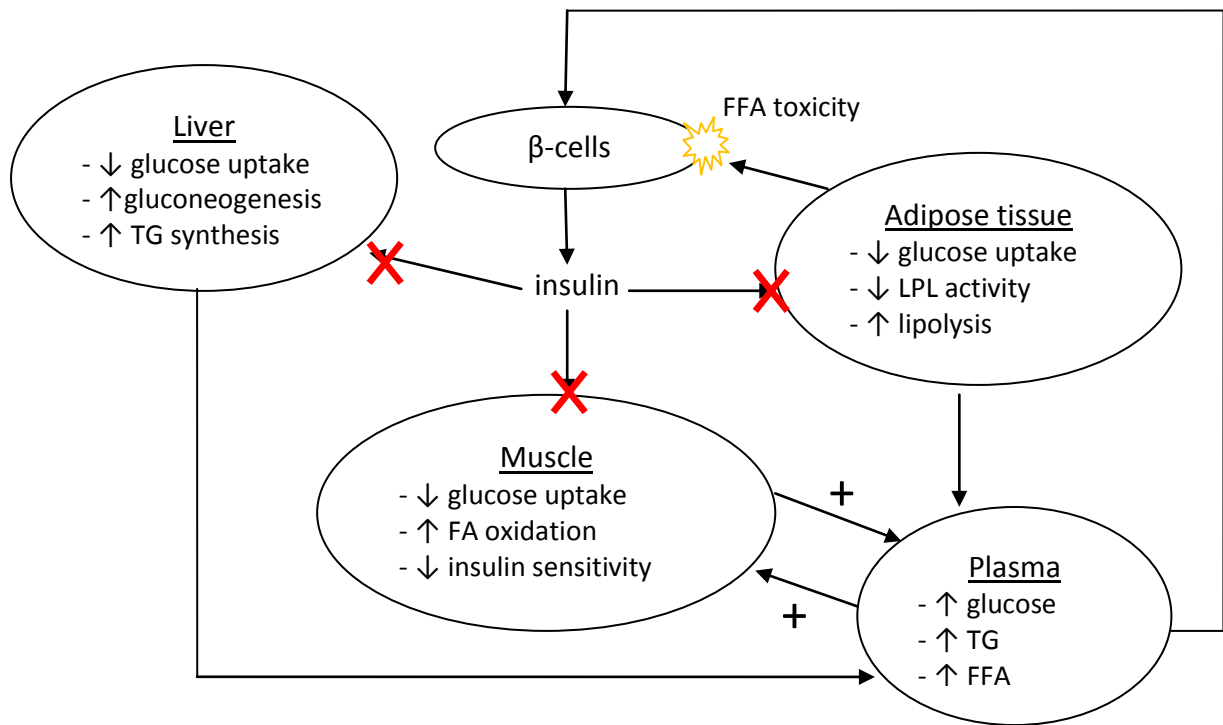 Liver
- ↓ glucose uptake
- ↑gluconeogenesis
- ↑ TG synthesis
FFA toxicity
β-cells
insulin
Adipose tissue
- ↓ glucose uptake
- ↓ LPL activity
- ↑ lipolysis
Muscle
- ↓ glucose uptake
- ↑ FA oxidation
- ↓ insulin sensitivity
+
+
Plasma
- ↑ glucose
- ↑ TG
- ↑ FFA